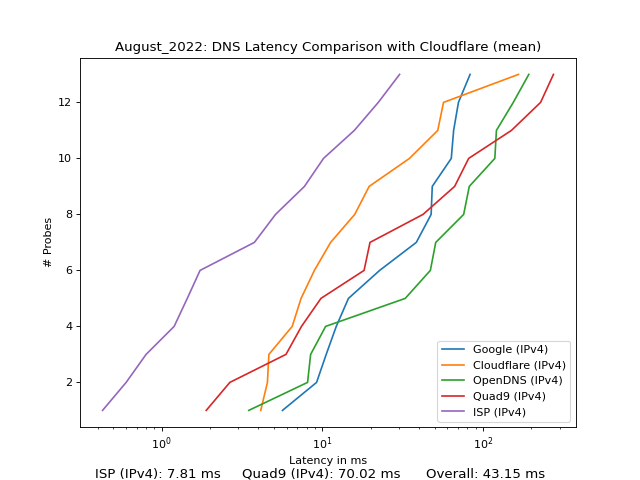 August_2022: DNS Latency Comparison with Cloudflare (mean)
# Probes
12
10
8
6
4
2
Google (IPv4)
Cloudflare (IPv4)
OpenDNS (IPv4)
Quad9 (IPv4)
ISP (IPv4)
10⁰ 10¹ 10²
Latency in ms
ISP (IPv4): 7.81 ms Quad9 (IPv4): 70.02 ms Overall: 43.15 ms